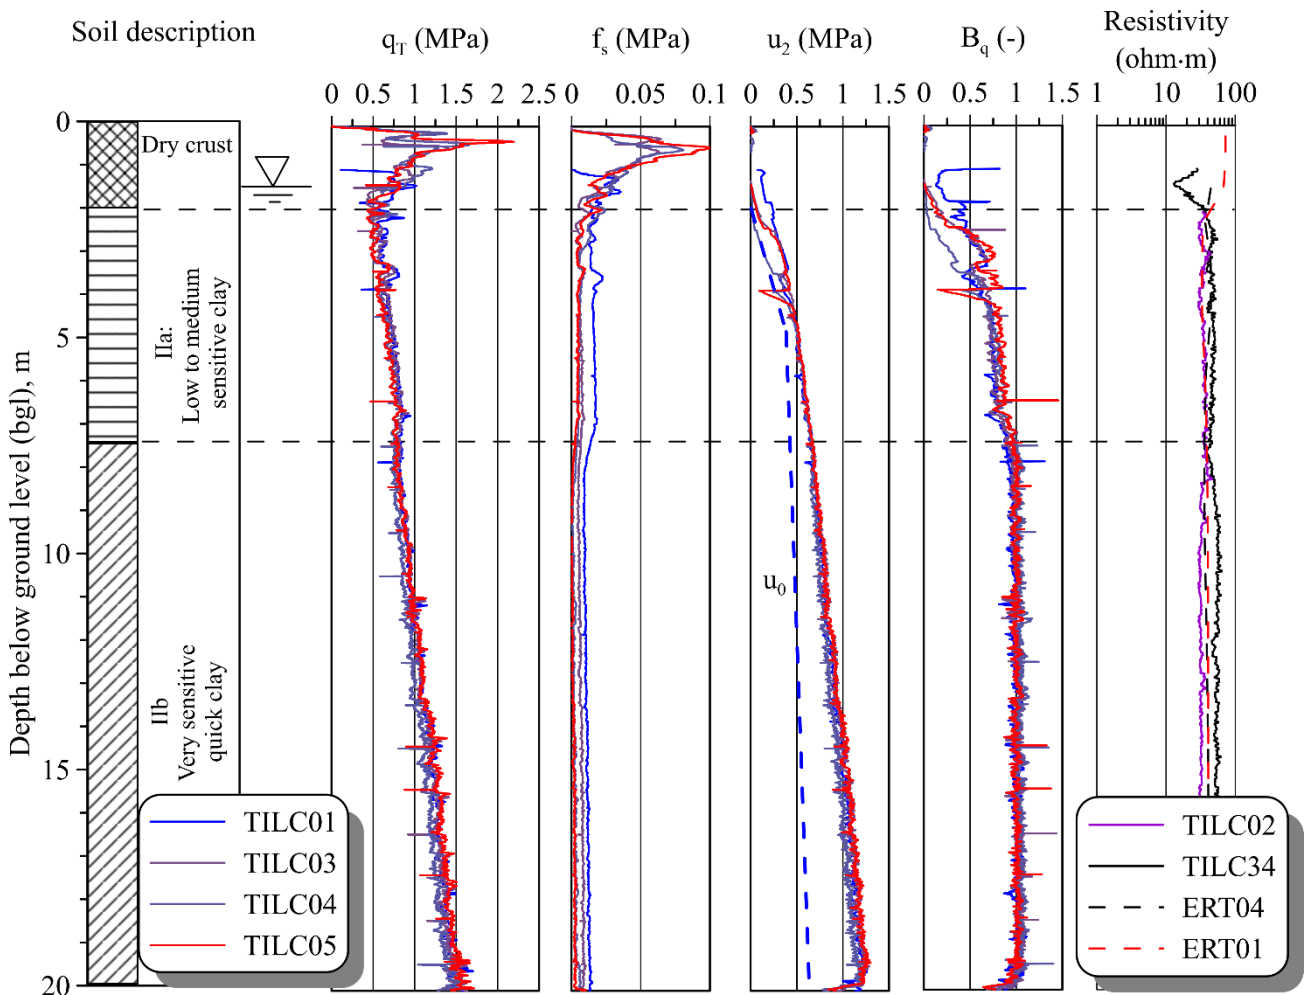 Soil description
q_T (MPa)
f_s (MPa)
u_2 (MPa)
B_q (-)
Resistivity
(ohm·m)
0 0.5 1 1.5 2 2.5
0 0.05 0.1
0 0.5 1 1.5
0 0.5 1 1.5
1 10 100
Depth below ground level (bgl), m
0
5
10
15
20
Dry crust
IIa:
Low to medium
sensitive clay
IIb
Very sensitive
quick clay
u_0
TILC01
TILC03
TILC04
TILC05
TILC02
TILC34
ERT04
ERT01